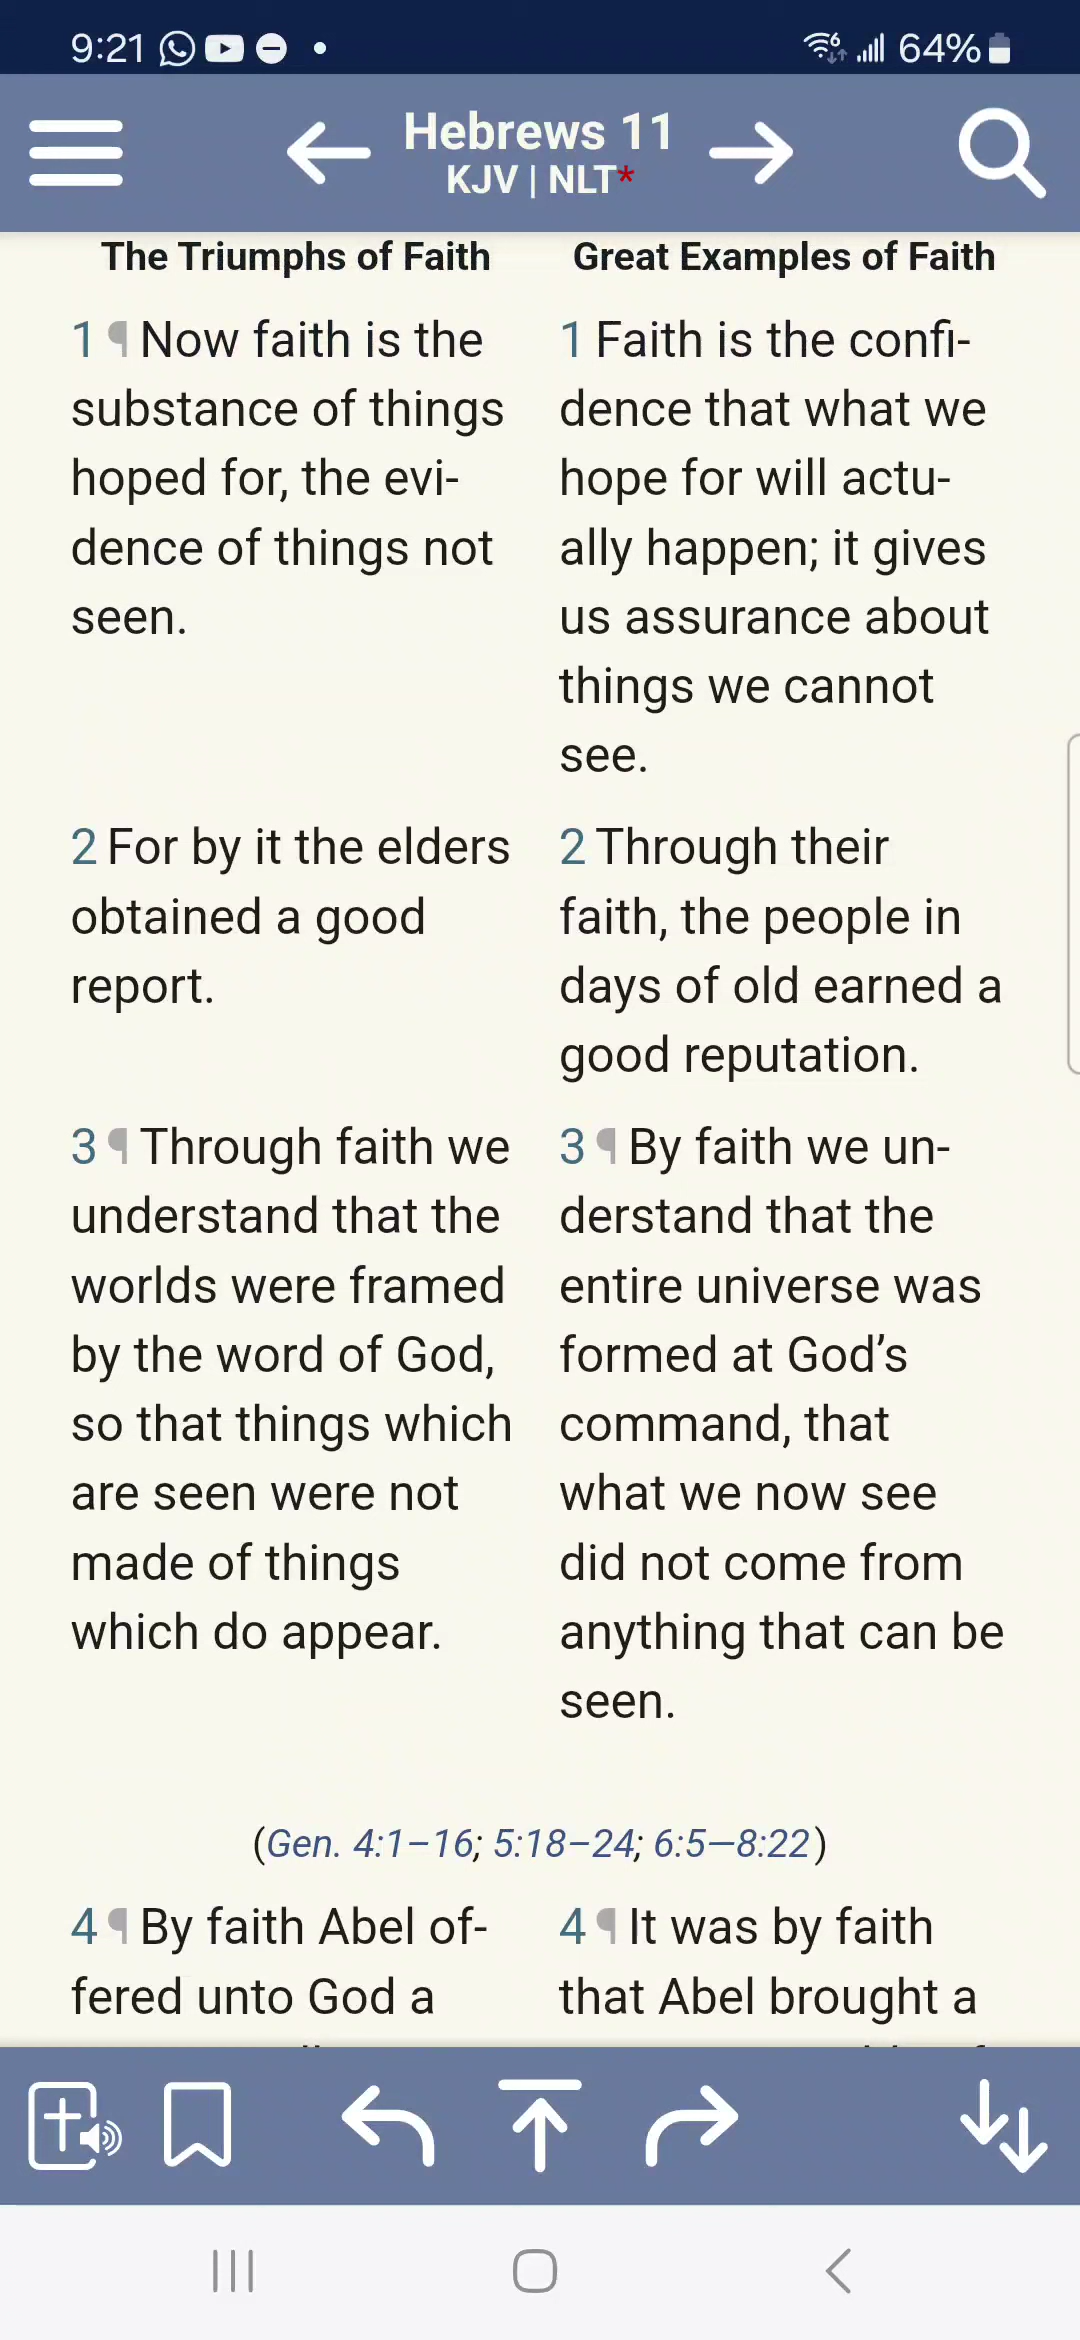 9:21
64%
Hebrews 11
KJV | NLT*
The Triumphs of Faith
1 ¶ Now faith is the
substance of things
hoped for, the evi-
dence of things not
seen.
2 For by it the elders
obtained a good
report.
3 ¶ Through faith we
understand that the
worlds were framed
by the word of God,
so that things which
are seen were not
made of things
which do appear.
Great Examples of Faith
1 Faith is the confi-
dence that what we
hope for will actu-
ally happen; it gives
us assurance about
things we cannot
see.
2 Through their
faith, the people in
days of old earned a
good reputation.
3 ¶ By faith we un-
derstand that the
entire universe was
formed at God’s
command, that
what we now see
did not come from
anything that can be
seen.
(Gen. 4:1–16; 5:18–24; 6:5—8:22)
4 ¶ By faith Abel of-
fered unto God a
4 ¶ It was by faith
that Abel brought a